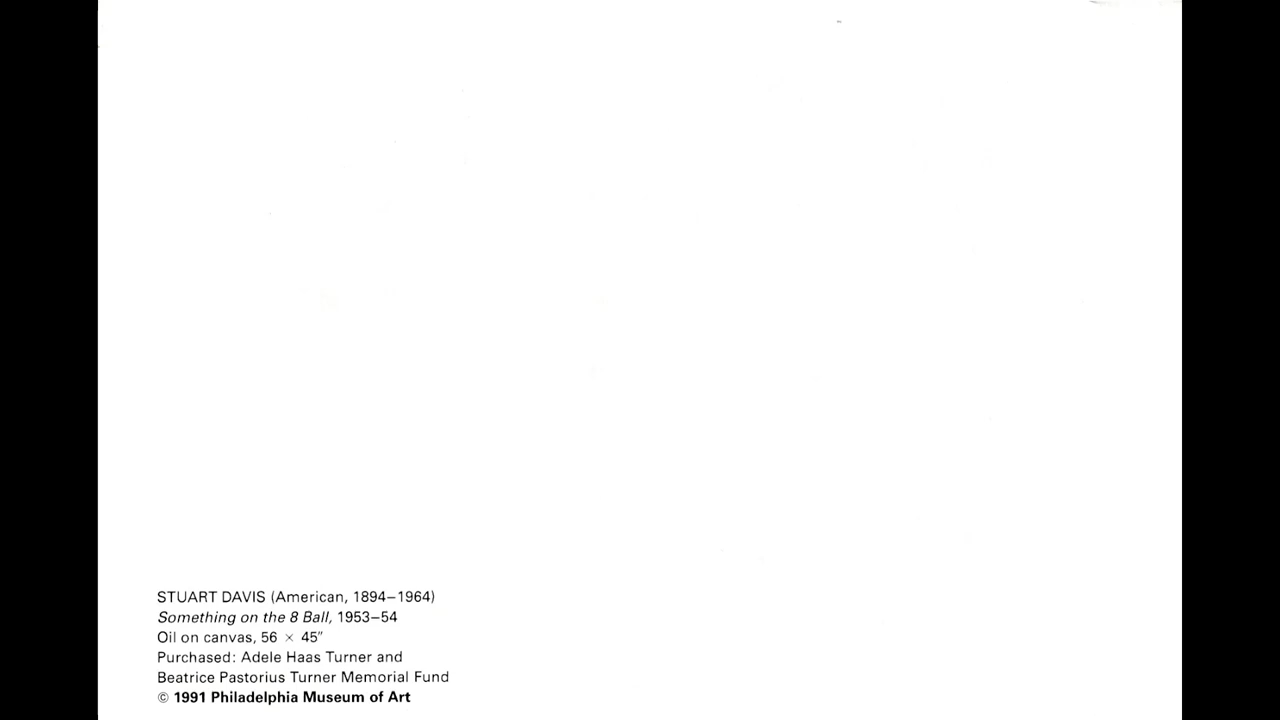 STUART DAVIS (American, 1894–1964)
Something on the 8 Ball, 1953–54
Oil on canvas, 56 × 45″
Purchased: Adele Haas Turner and
Beatrice Pastorius Turner Memorial Fund
© 1991 Philadelphia Museum of Art